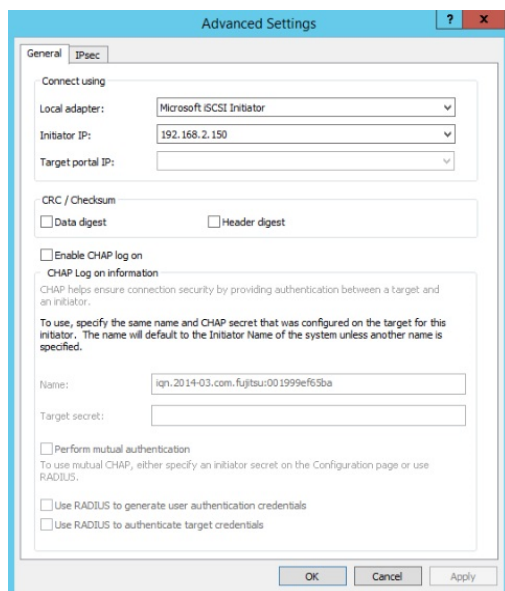 Advanced Settings
? x
General IPsec
Connect using
Local adapter: Microsoft iSCSI Initiator
Initiator IP: 192.168.2.150
Target portal IP:
CRC / Checksum
Data digest Header digest
Enable CHAP log on
CHAP Log on information
CHAP helps ensure connection security by providing authentication between a target and
an initiator.
To use, specify the same name and CHAP secret that was configured on the target for this
initiator. The name will default to the Initiator Name of the system unless another name is
specified.
Name: iqn.2014-03.com.fujitsu:001999ef65ba
Target secret:
Perform mutual authentication
To use mutual CHAP, either specify an initiator secret on the Configuration page or use
RADIUS.
Use RADIUS to generate user authentication credentials
Use RADIUS to authenticate target credentials
OK Cancel Apply